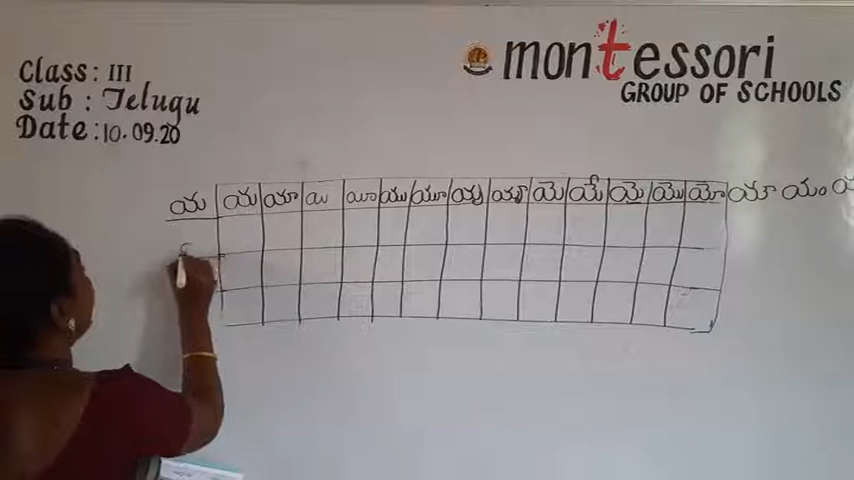 Class: III
Sub : Telugu
Date: 10.09.20
montessori
GROUP OF SCHOOLS
య య యా యి యీ యు యూ యృ యౄ యె యే యై యొ యో యౌ యం